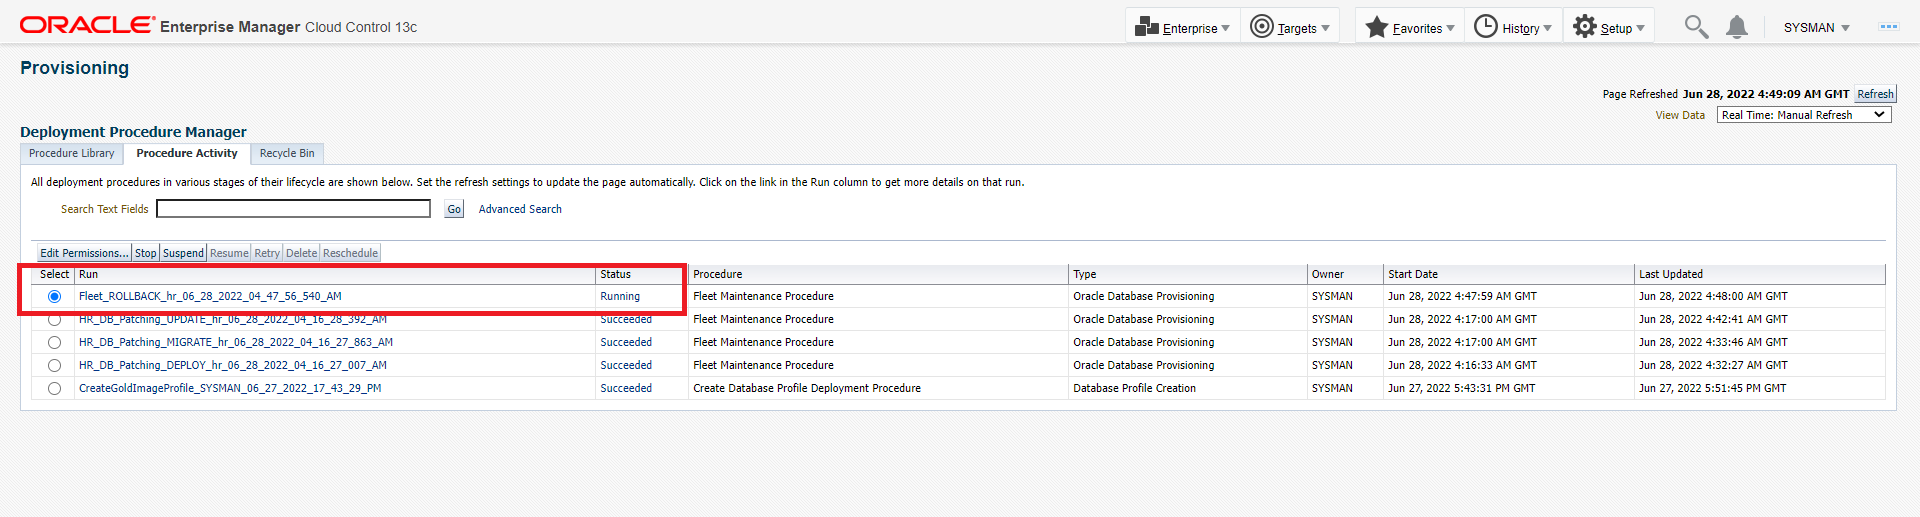 ORACLE Enterprise Manager Cloud Control 13c Enterprise Targets Favorites History Setup SYSMAN
Provisioning
Page Refreshed Jun 28, 2022 4:49:09 AM GMT Refresh
View Data Real Time: Manual Refresh
Deployment Procedure Manager
Procedure Library Procedure Activity Recycle Bin
All deployment procedures in various stages of their lifecycle are shown below. Set the refresh settings to update the page automatically. Click on the link in the Run column to get more details on that run.
Search Text Fields Go Advanced Search
Edit Permissions... Stop Suspend Resume Retry Delete Reschedule
Select Run Status Procedure Type Owner Start Date Last Updated
Fleet_ROLLBACK_hr_06_28_2022_04_47_56_540_AM Running Fleet Maintenance Procedure Oracle Database Provisioning SYSMAN Jun 28, 2022 4:47:59 AM GMT Jun 28, 2022 4:48:00 AM GMT
HR_DB_Patching_UPDATE_hr_06_28_2022_04_16_28_392_AM Succeeded Fleet Maintenance Procedure Oracle Database Provisioning SYSMAN Jun 28, 2022 4:17:00 AM GMT Jun 28, 2022 4:42:41 AM GMT
HR_DB_Patching_MIGRATE_hr_06_28_2022_04_16_27_863_AM Succeeded Fleet Maintenance Procedure Oracle Database Provisioning SYSMAN Jun 28, 2022 4:17:00 AM GMT Jun 28, 2022 4:33:46 AM GMT
HR_DB_Patching_DEPLOY_hr_06_28_2022_04_16_27_007_AM Succeeded Fleet Maintenance Procedure Oracle Database Provisioning SYSMAN Jun 28, 2022 4:16:33 AM GMT Jun 28, 2022 4:32:27 AM GMT
CreateGoldImageProfile_SYSMAN_06_27_2022_17_43_29_PM Succeeded Create Database Profile Deployment Procedure Database Profile Creation SYSMAN Jun 27, 2022 5:43:31 PM GMT Jun 27, 2022 5:51:45 PM GMT